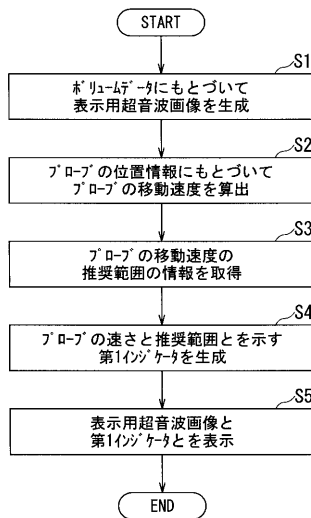 START
S1
ボリュームデータにもとづいて
表示用超音波画像を生成
S2
プローブの位置情報にもとづいて
プローブの移動速度を算出
S3
プローブの移動速度の
推奨範囲の情報を取得
S4
プローブの速さと推奨範囲とを示す
第1インジケータを生成
S5
表示用超音波画像と
第1インジケータとを表示
END